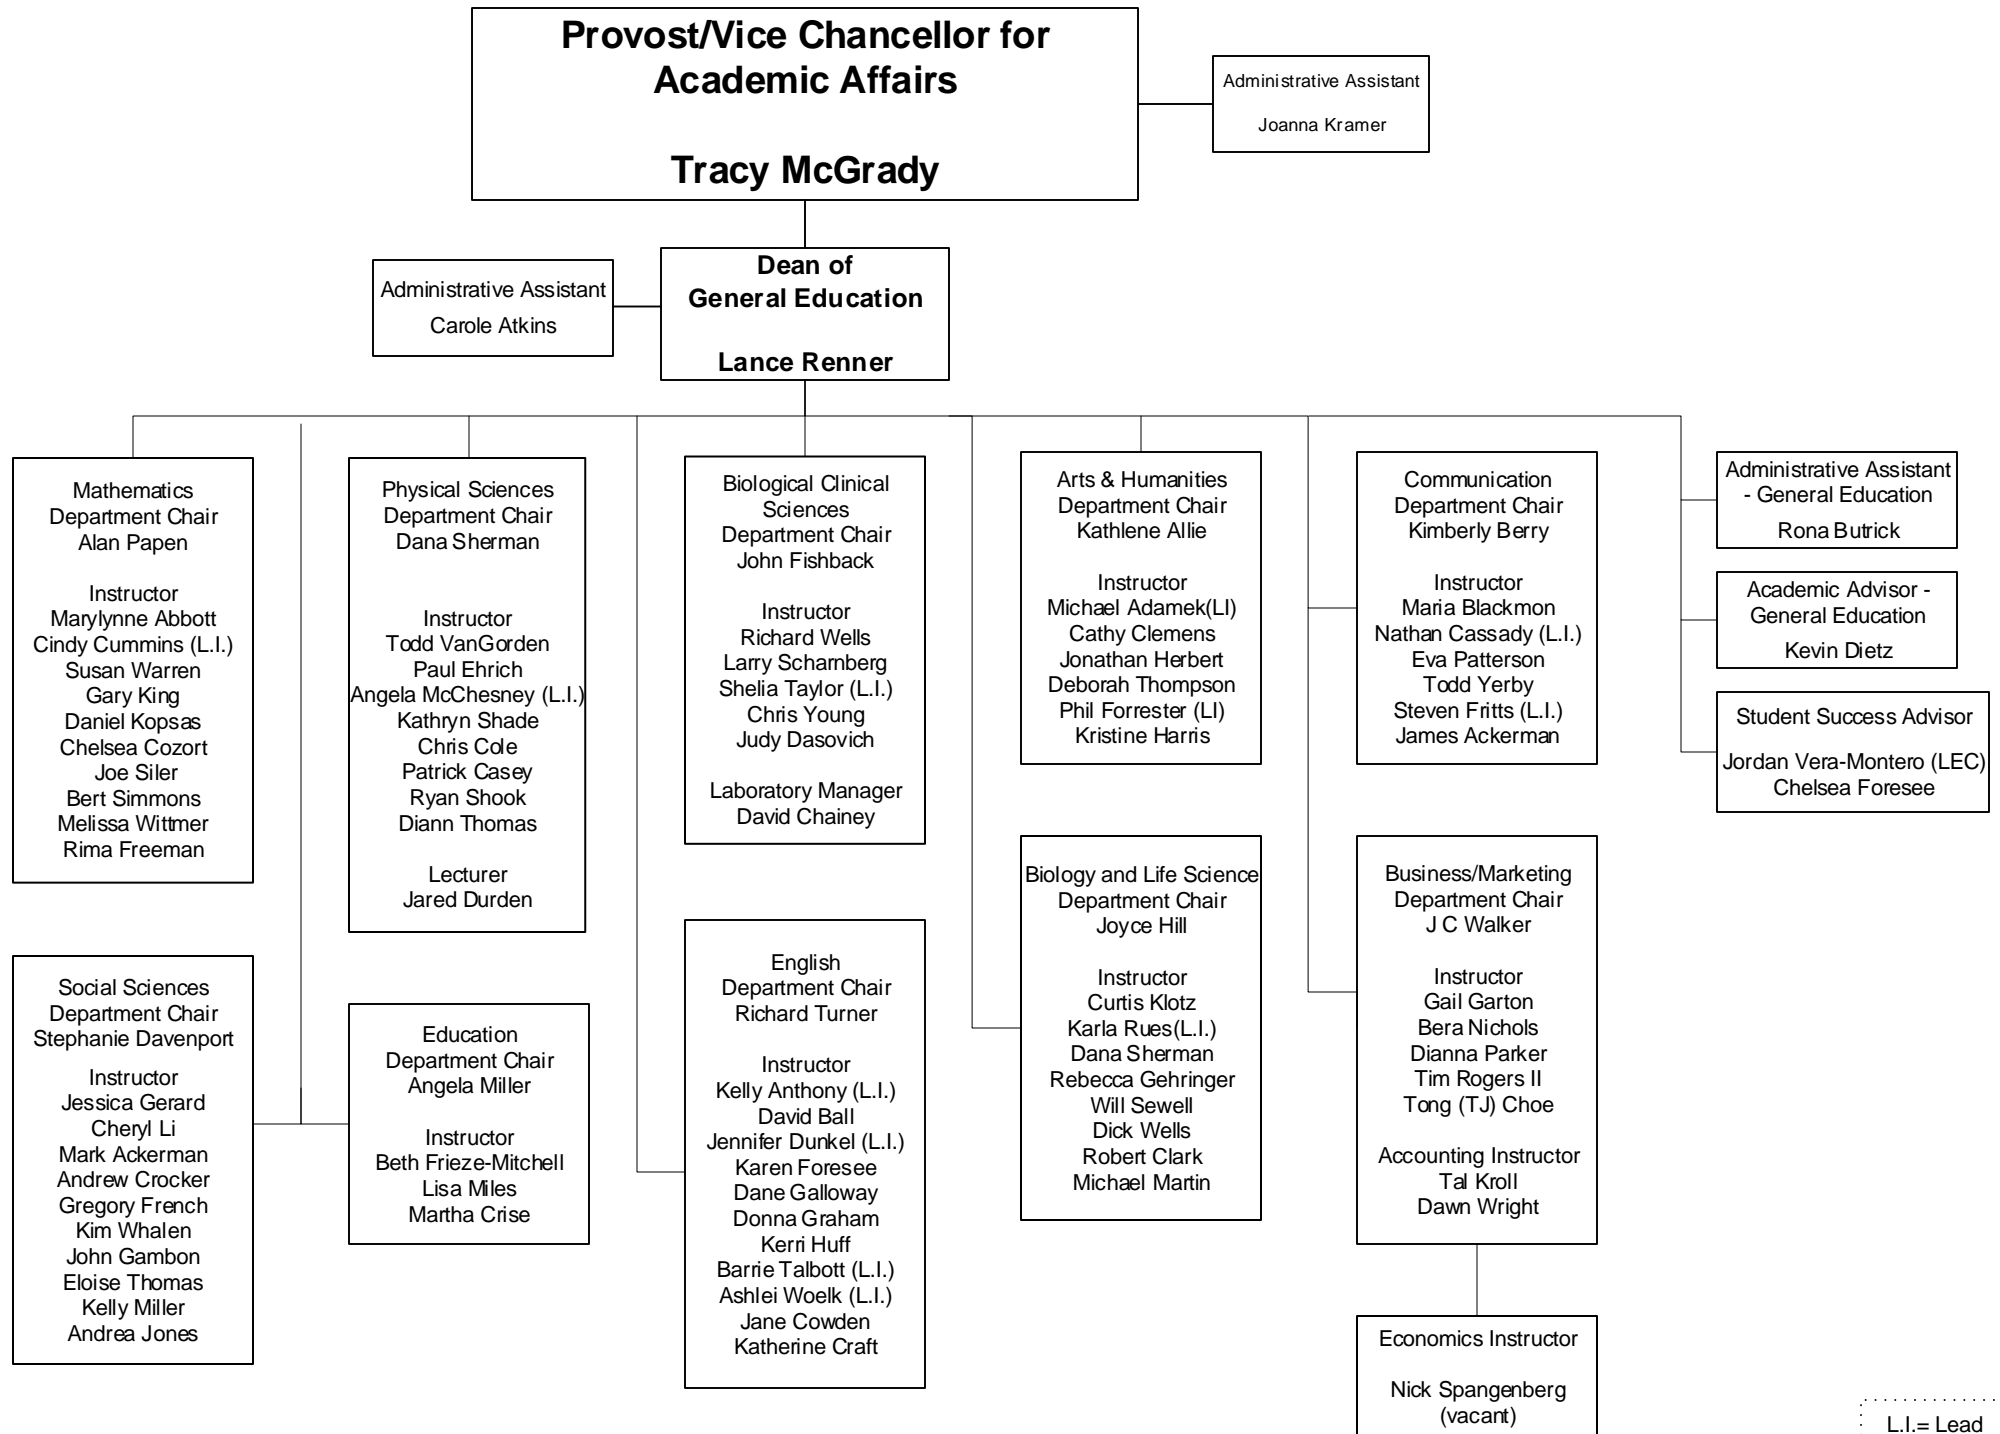 Provost/Vice Chancellor for
Academic Affairs
Tracy McGrady
Administrative Assistant
Joanna Kramer
Dean of
General Education
Lance Renner
Administrative Assistant
Carole Atkins
Mathematics
Department Chair
Alan Papen
Instructor
Marylynne Abbott
Cindy Cummins (L.I.)
Susan Warren
Gary King
Daniel Kopsas
Chelsea Cozort
Joe Siler
Bert Simmons
Melissa Wittmer
Rima Freeman
Physical Sciences
Department Chair
Dana Sherman
Instructor
Todd VanGorden
Paul Ehrich
Angela McChesney (L.I.)
Kathryn Shade
Chris Cole
Patrick Casey
Ryan Shook
Diann Thomas
Lecturer
Jared Durden
Biological Clinical
Sciences
Department Chair
John Fishback
Instructor
Richard Wells
Larry Scharnberg
Shelia Taylor (L.I.)
Chris Young
Judy Dasovich
Laboratory Manager
David Chainey
Arts & Humanities
Department Chair
Kathlene Allie
Instructor
Michael Adamek(LI)
Cathy Clemens
Jonathan Herbert
Deborah Thompson
Phil Forrester (LI)
Kristine Harris
Communication
Department Chair
Kimberly Berry
Instructor
Maria Blackmon
Nathan Cassady (L.I.)
Eva Patterson
Todd Yerby
Steven Fritts (L.I.)
James Ackerman
Administrative Assistant
- General Education
Rona Butrick
Academic Advisor -
General Education
Kevin Dietz
Student Success Advisor
Jordan Vera-Montero (LEC)
Chelsea Foresee
Social Sciences
Department Chair
Stephanie Davenport
Instructor
Jessica Gerard
Cheryl Li
Mark Ackerman
Andrew Crocker
Gregory French
Kim Whalen
John Gambon
Eloise Thomas
Kelly Miller
Andrea Jones
Education
Department Chair
Angela Miller
Instructor
Beth Frieze-Mitchell
Lisa Miles
Martha Crise
English
Department Chair
Richard Turner
Instructor
Kelly Anthony (L.I.)
David Ball
Jennifer Dunkel (L.I.)
Karen Foresee
Dane Galloway
Donna Graham
Kerri Huff
Barrie Talbott (L.I.)
Ashlei Woelk (L.I.)
Jane Cowden
Katherine Craft
Biology and Life Science
Department Chair
Joyce Hill
Instructor
Curtis Klotz
Karla Rues(L.I.)
Dana Sherman
Rebecca Gehringer
Will Sewell
Dick Wells
Robert Clark
Michael Martin
Business/Marketing
Department Chair
J C Walker
Instructor
Gail Garton
Bera Nichols
Dianna Parker
Tim Rogers II
Tong (TJ) Choe
Accounting Instructor
Tal Kroll
Dawn Wright
Economics Instructor
Nick Spangenberg
(vacant)
L.I.= Lead